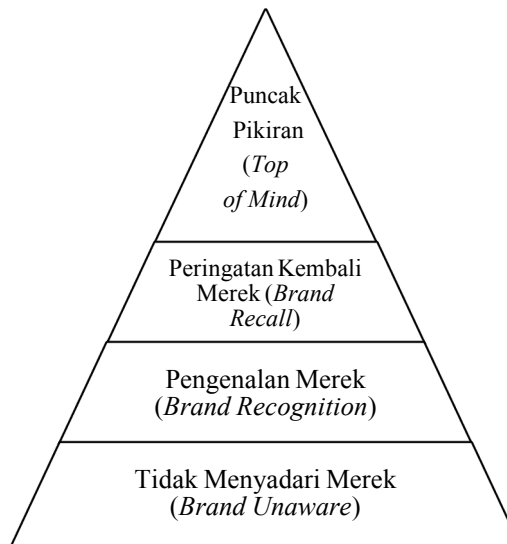 Puncak
Pikiran
(Top
of Mind)
Peringatan Kembali
Merek (Brand
Recall)
Pengenalan Merek
(Brand Recognition)
Tidak Menyadari Merek
(Brand Unaware)